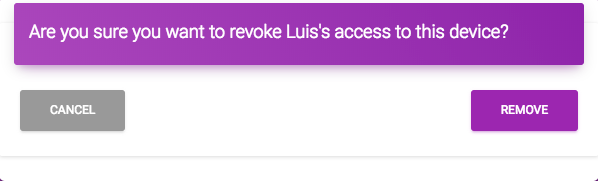 Are you sure you want to revoke Luis's access to this device?
CANCEL
REMOVE